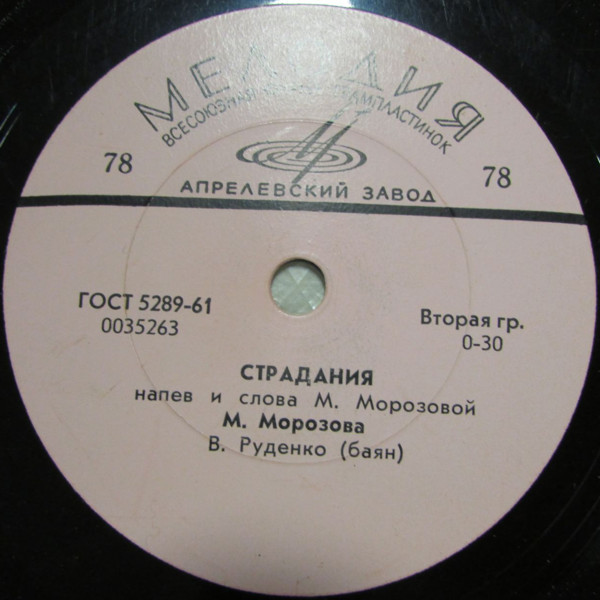 МЕЛОДИЯ
ВСЕСОЮЗНАЯ ГРАМПЛАСТИНОК
78
78
АПРЕЛЕВСКИЙ ЗАВОД
ГОСТ 5289-61
0035263
Вторая гр.
0-30
СТРАДАНИЯ
напев и слова М. Морозовой
М. Морозова
В. Руденко (баян)